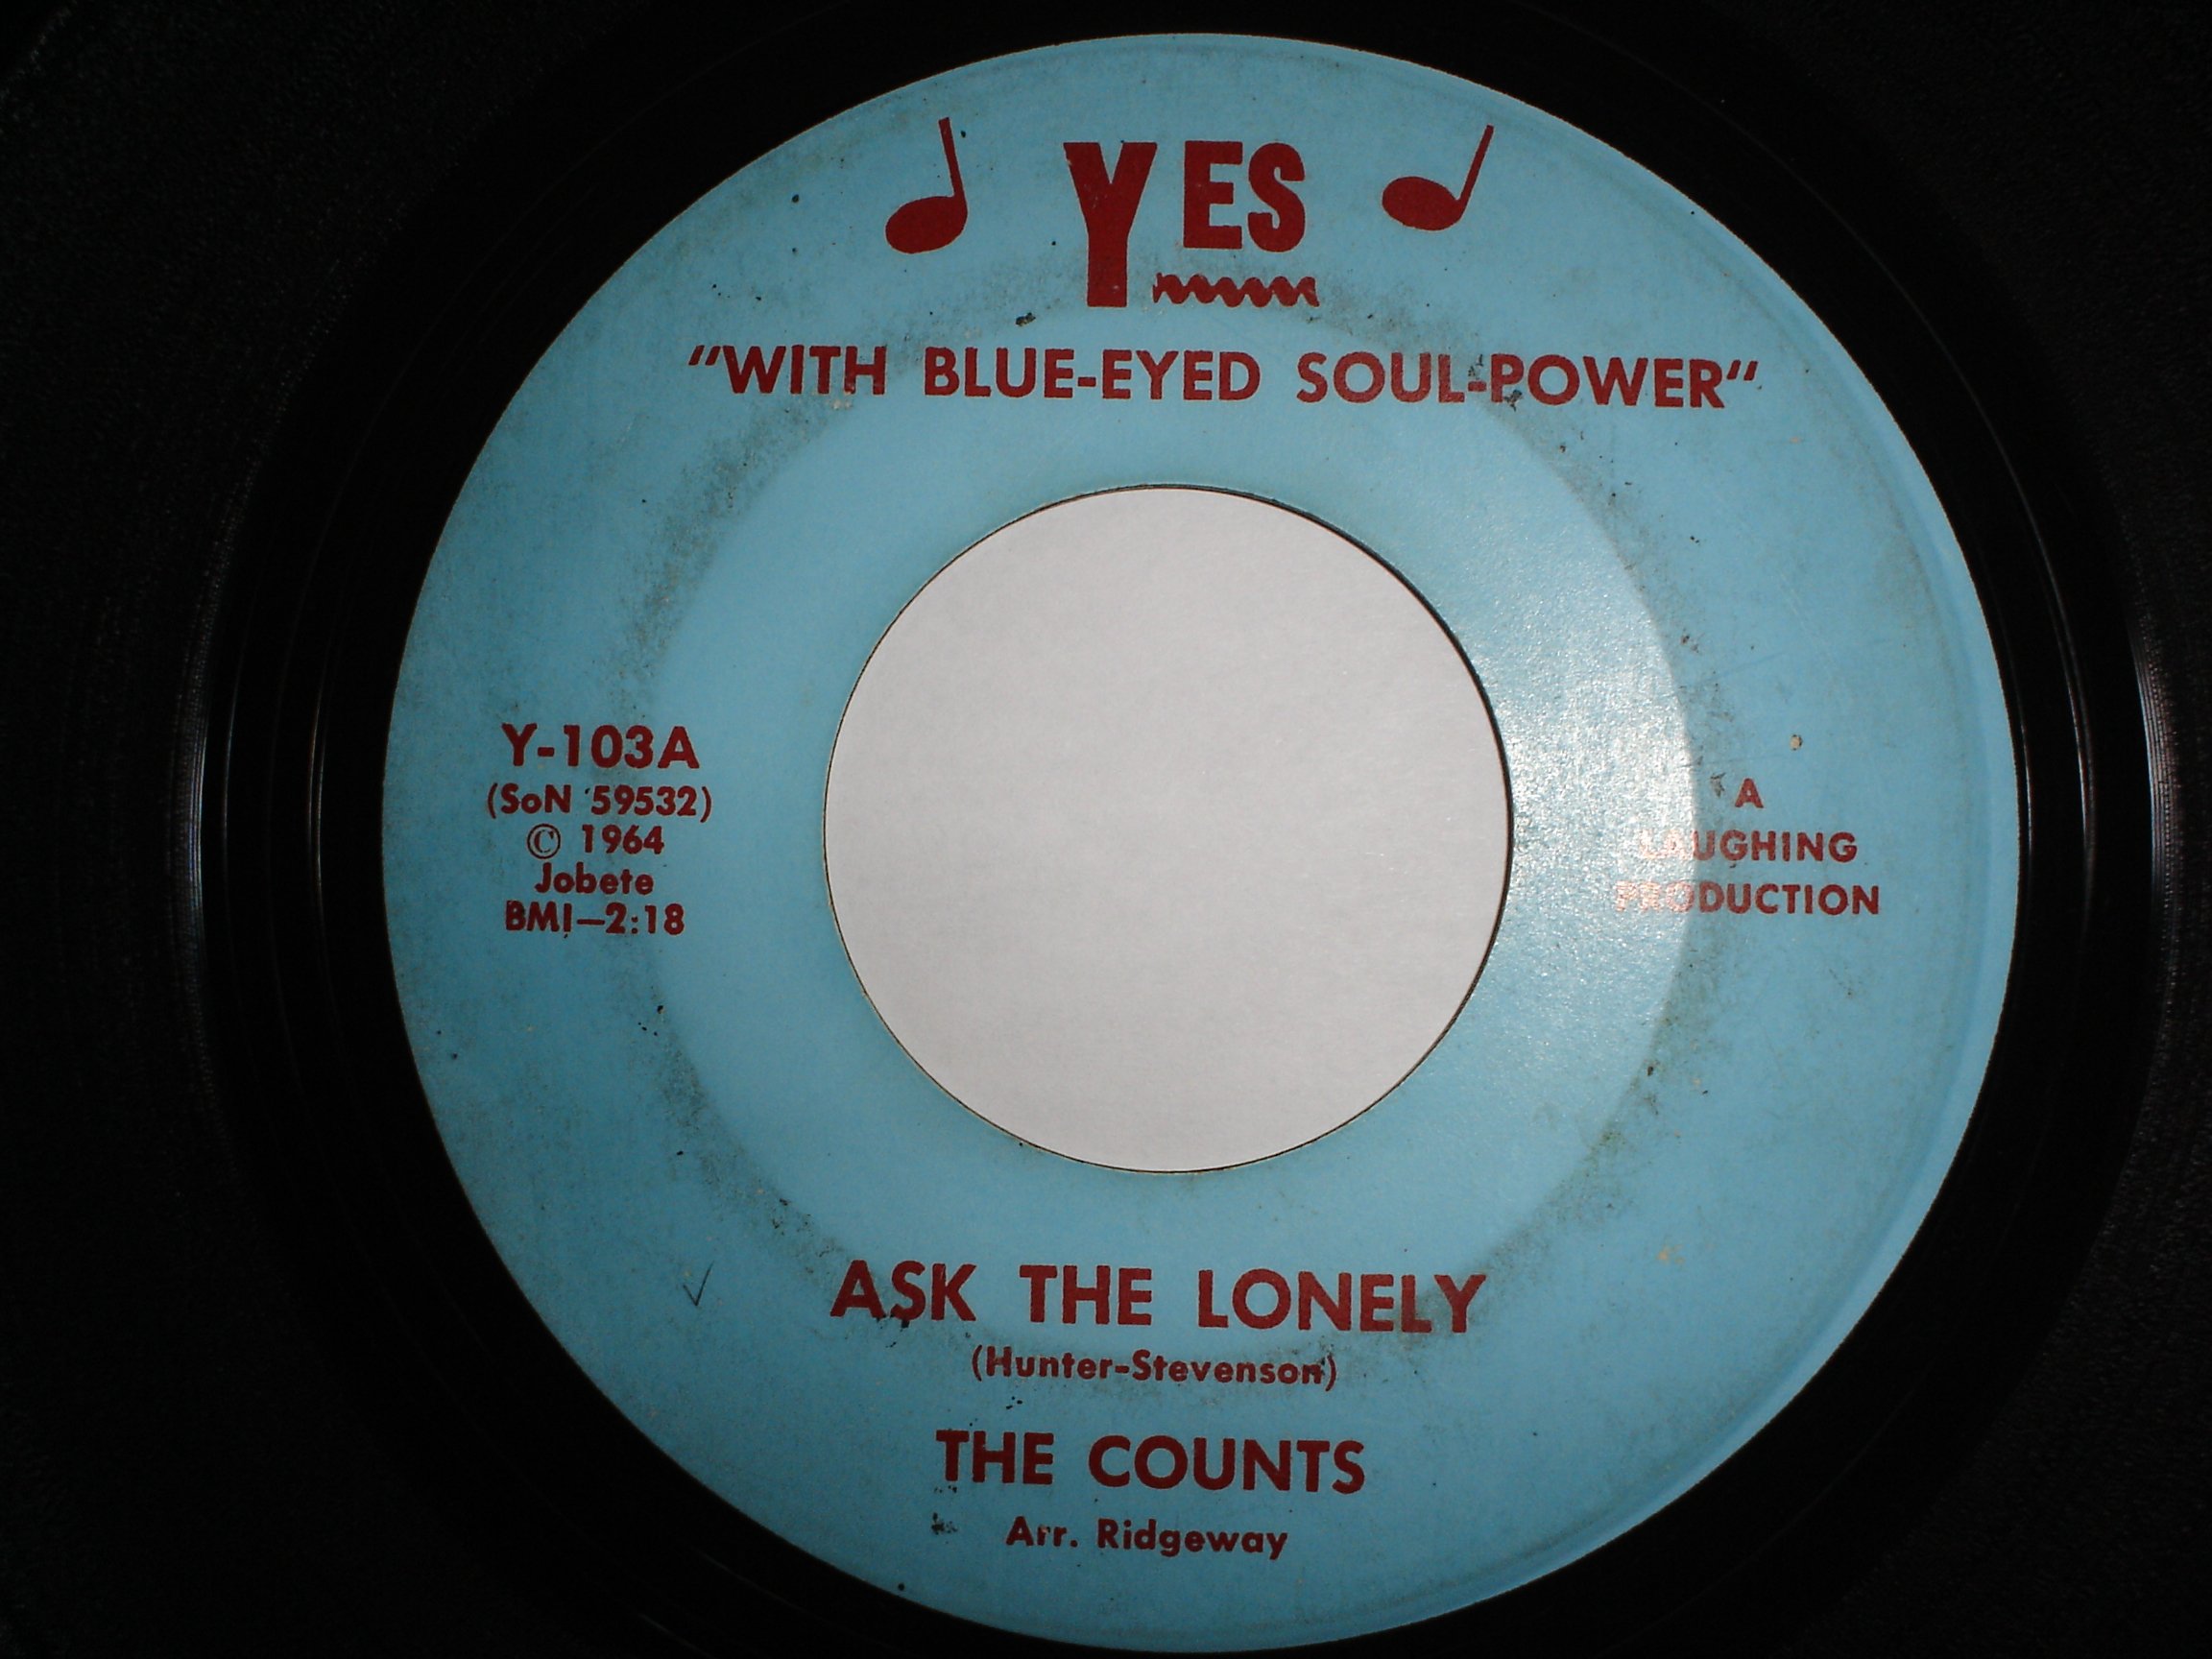 YES
"WITH BLUE-EYED SOUL-POWER"
Y-103A
(SoN 59532)
© 1964
Jobete
BMI—2:18
A
LAUGHING
PRODUCTION
ASK THE LONELY
(Hunter-Stevenson)
THE COUNTS
Arr. Ridgeway